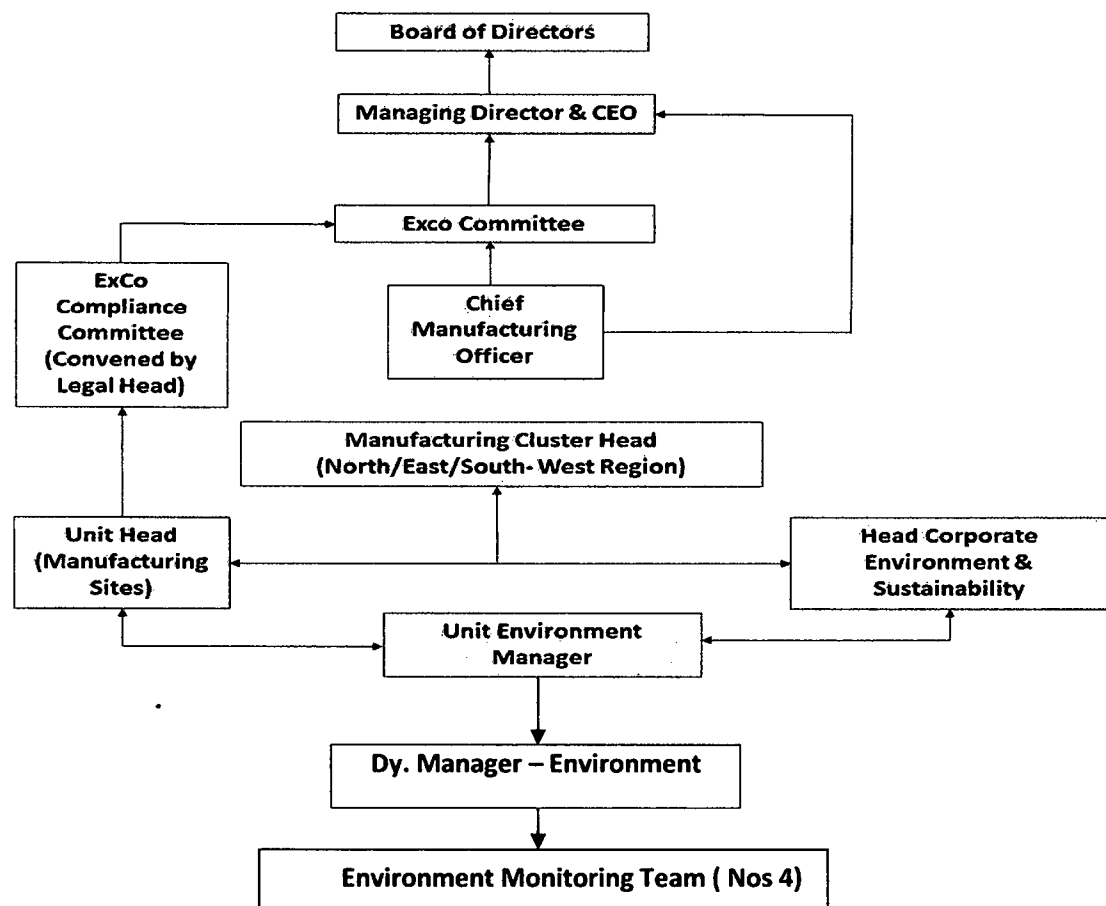 Board of Directors
Managing Director & CEO
Exco Committee
ExCo
Compliance
Committee
(Convened by
Legal Head)
Chief
Manufacturing
Officer
Manufacturing Cluster Head
(North/East/South- West Region)
Unit Head
(Manufacturing
Sites)
Head Corporate
Environment &
Sustainability
Unit Environment
Manager
Dy. Manager – Environment
Environment Monitoring Team ( Nos 4)